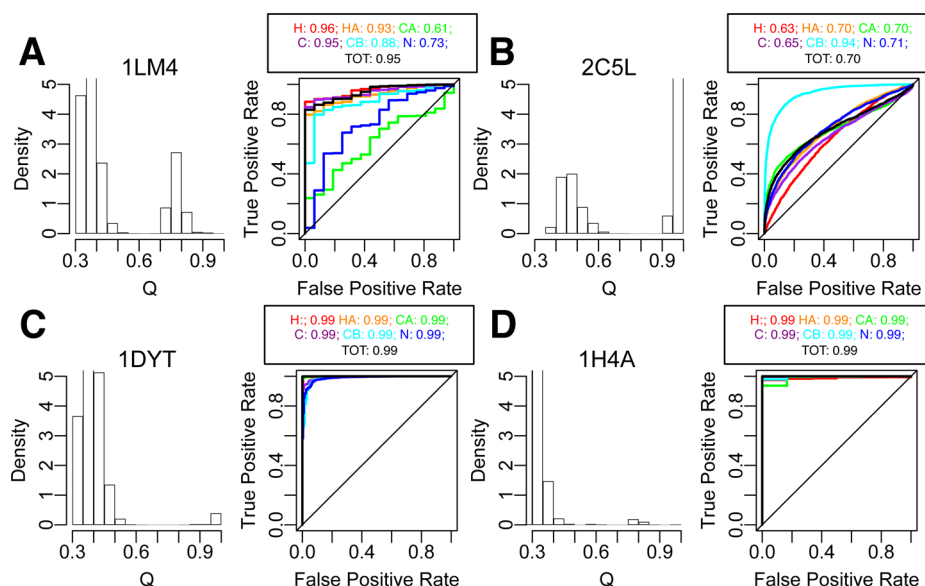 A
1LM4
H: 0.96; HA: 0.93; CA: 0.61;
C: 0.95; CB: 0.88; N: 0.73;
TOT: 0.95
Density
0 1 2 3 4 5
0.3 0.5 0.7 0.9
Q
True Positive Rate
0.0 0.4 0.8
0.0 0.4 0.8
False Positive Rate
B
2C5L
H: 0.63; HA: 0.70; CA: 0.70;
C: 0.65; CB: 0.94; N: 0.71;
TOT: 0.70
Density
0 1 2 3 4 5
0.3 0.5 0.7 0.9
Q
True Positive Rate
0.0 0.4 0.8
0.0 0.4 0.8
False Positive Rate
C
1DYT
H:; 0.99 HA: 0.99; CA: 0.99;
C: 0.99; CB: 0.99; N: 0.99;
TOT: 0.99
Density
0 1 2 3 4 5
0.3 0.5 0.7 0.9
Q
True Positive Rate
0.0 0.4 0.8
0.0 0.4 0.8
False Positive Rate
D
1H4A
H:; 0.99 HA: 0.99; CA: 0.99;
C: 0.99; CB: 0.99; N: 0.99;
TOT: 0.99
Density
0 1 2 3 4 5
0.3 0.5 0.7 0.9
Q
True Positive Rate
0.0 0.4 0.8
0.0 0.4 0.8
False Positive Rate